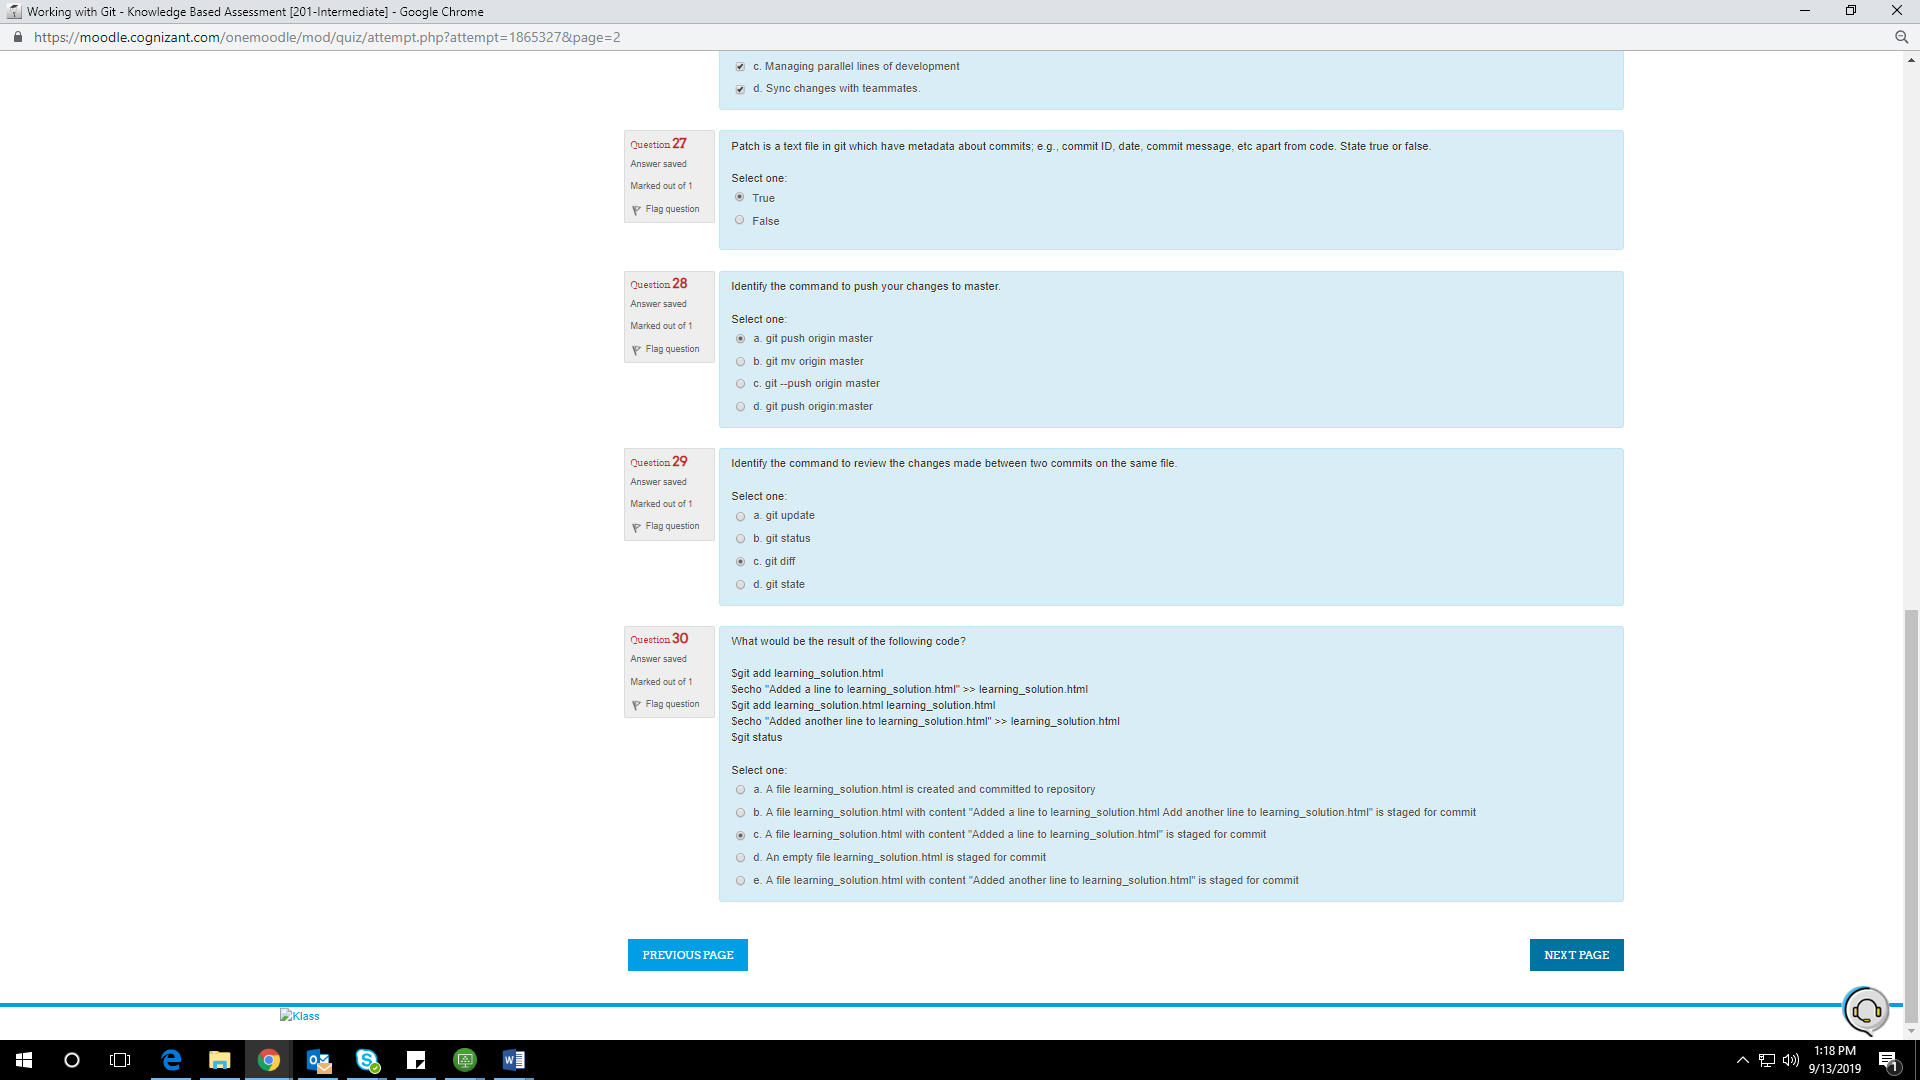 Working with Git - Knowledge Based Assessment [201-Intermediate] - Google Chrome
https://moodle.cognizant.com/onemoodle/mod/quiz/attempt.php?attempt=1865327&page=2
c. Managing parallel lines of development
d. Sync changes with teammates.
Question 27
Answer saved
Marked out of 1
Flag question
Patch is a text file in git which have metadata about commits; e.g., commit ID, date, commit message, etc apart from code. State true or false.
Select one:
True
False
Question 28
Answer saved
Marked out of 1
Flag question
Identify the command to push your changes to master.
Select one:
a. git push origin master
b. git mv origin master
c. git --push origin master
d. git push origin:master
Question 29
Answer saved
Marked out of 1
Flag question
Identify the command to review the changes made between two commits on the same file.
Select one:
a. git update
b. git status
c. git diff
d. git state
Question 30
Answer saved
Marked out of 1
Flag question
What would be the result of the following code?
$git add learning_solution.html
$echo "Added a line to learning_solution.html" >> learning_solution.html
$git add learning_solution.html learning_solution.html
$echo "Added another line to learning_solution.html" >> learning_solution.html
$git status
Select one:
a. A file learning_solution.html is created and committed to repository
b. A file learning_solution.html with content "Added a line to learning_solution.html Add another line to learning_solution.html" is staged for commit
c. A file learning_solution.html with content "Added a line to learning_solution.html" is staged for commit
d. An empty file learning_solution.html is staged for commit
e. A file learning_solution.html with content "Added another line to learning_solution.html" is staged for commit
PREVIOUS PAGE
NEXT PAGE
Klass
1:18 PM
9/13/2019
1